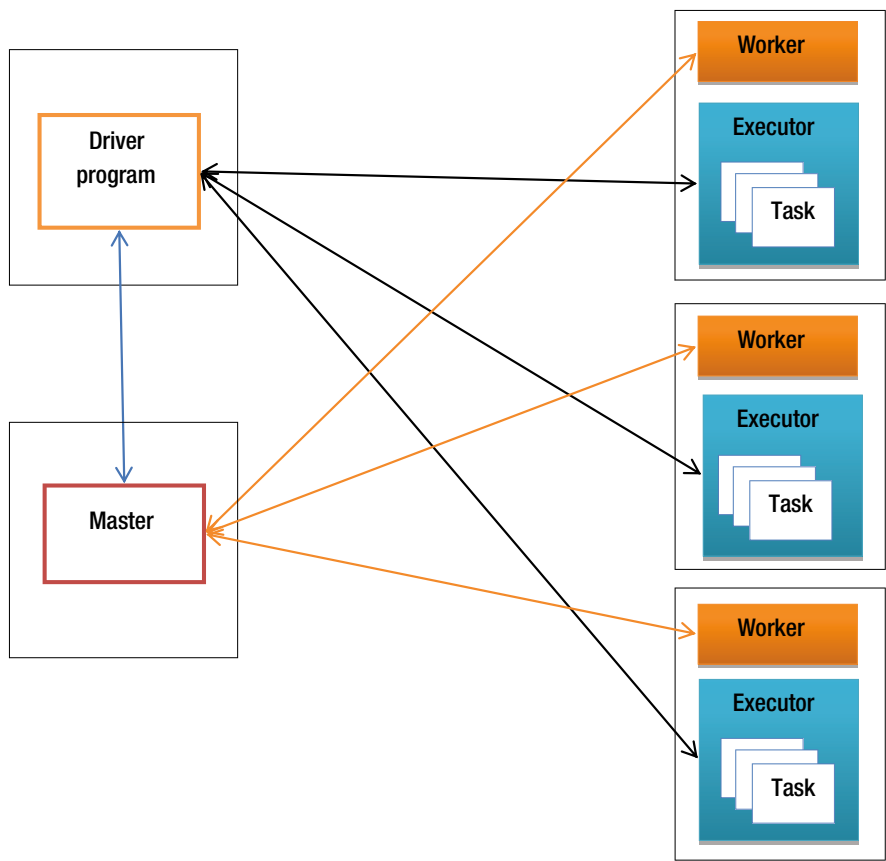 Driver
program
Master
Worker
Executor
Task
Worker
Executor
Task
Worker
Executor
Task